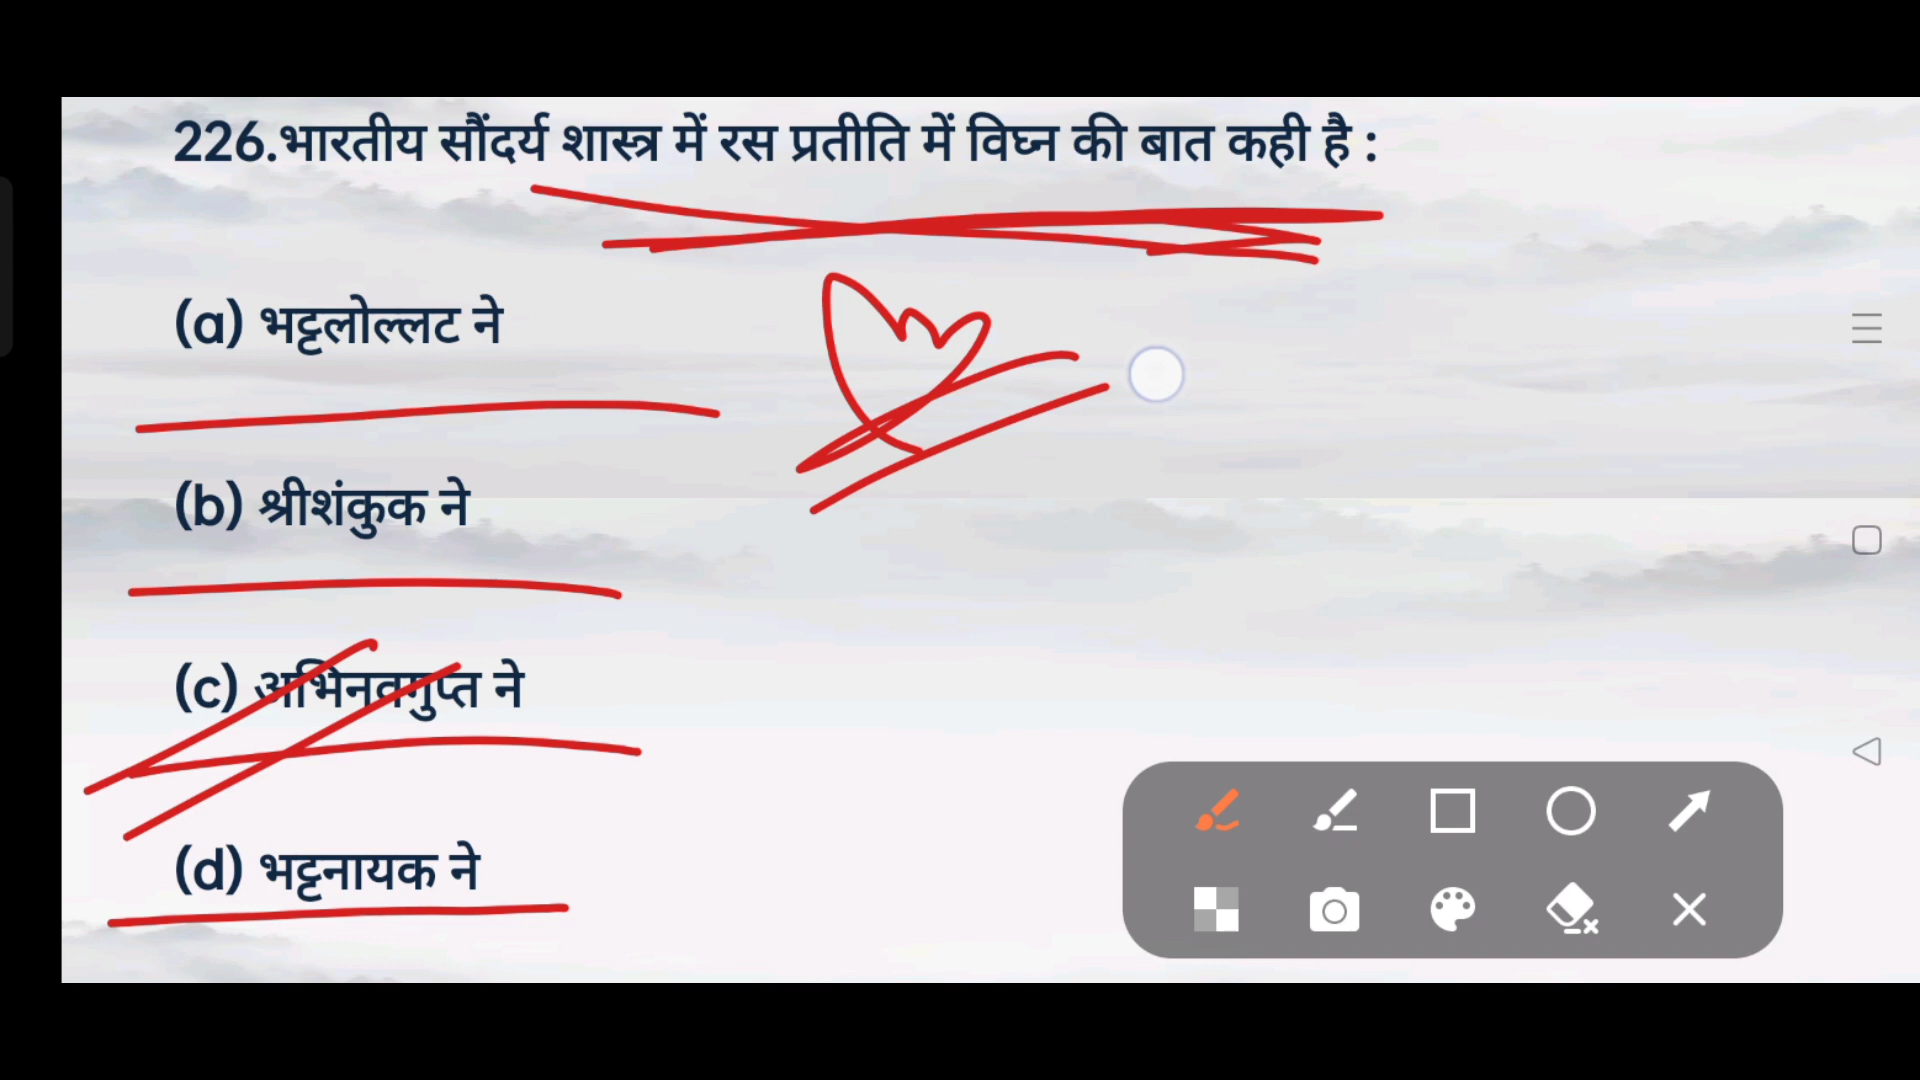 226.भारतीय सौंदर्य शास्त्र में रस प्रतीति में विघ्न की बात कही है :
(a) भट्टलोल्लट ने
(b) श्रीशंकुक ने
(c) अभिनवगुप्त ने
(d) भट्टनायक ने